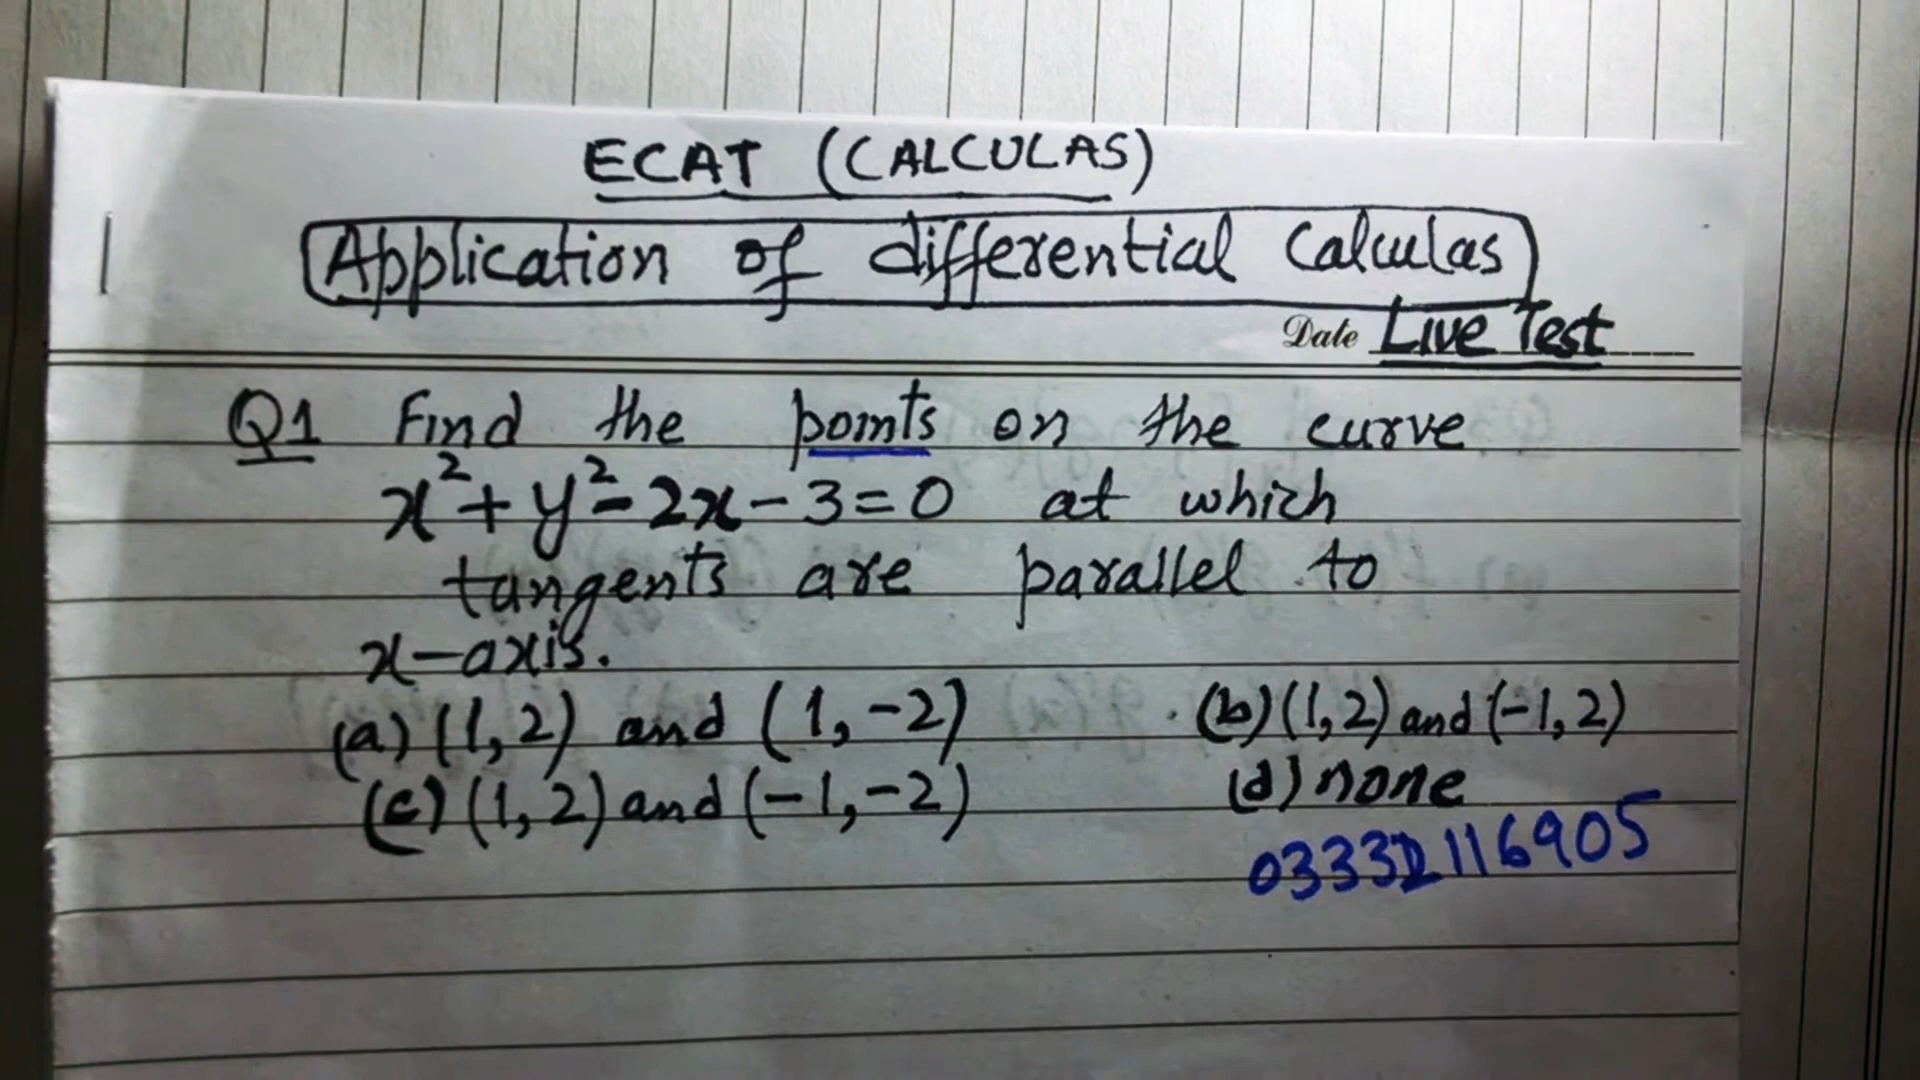 ECAT (CALCULAS)
Application of differential Calculas
Date Live Test
Q1 Find the points on the curve
x²+y²-2x-3=0 at which
tangents are parallel to
x-axis.
(a) (1,2) and (1,-2) (b) (1,2) and (-1,2)
(c) (1,2) and (-1,-2) (d) none
03332116905